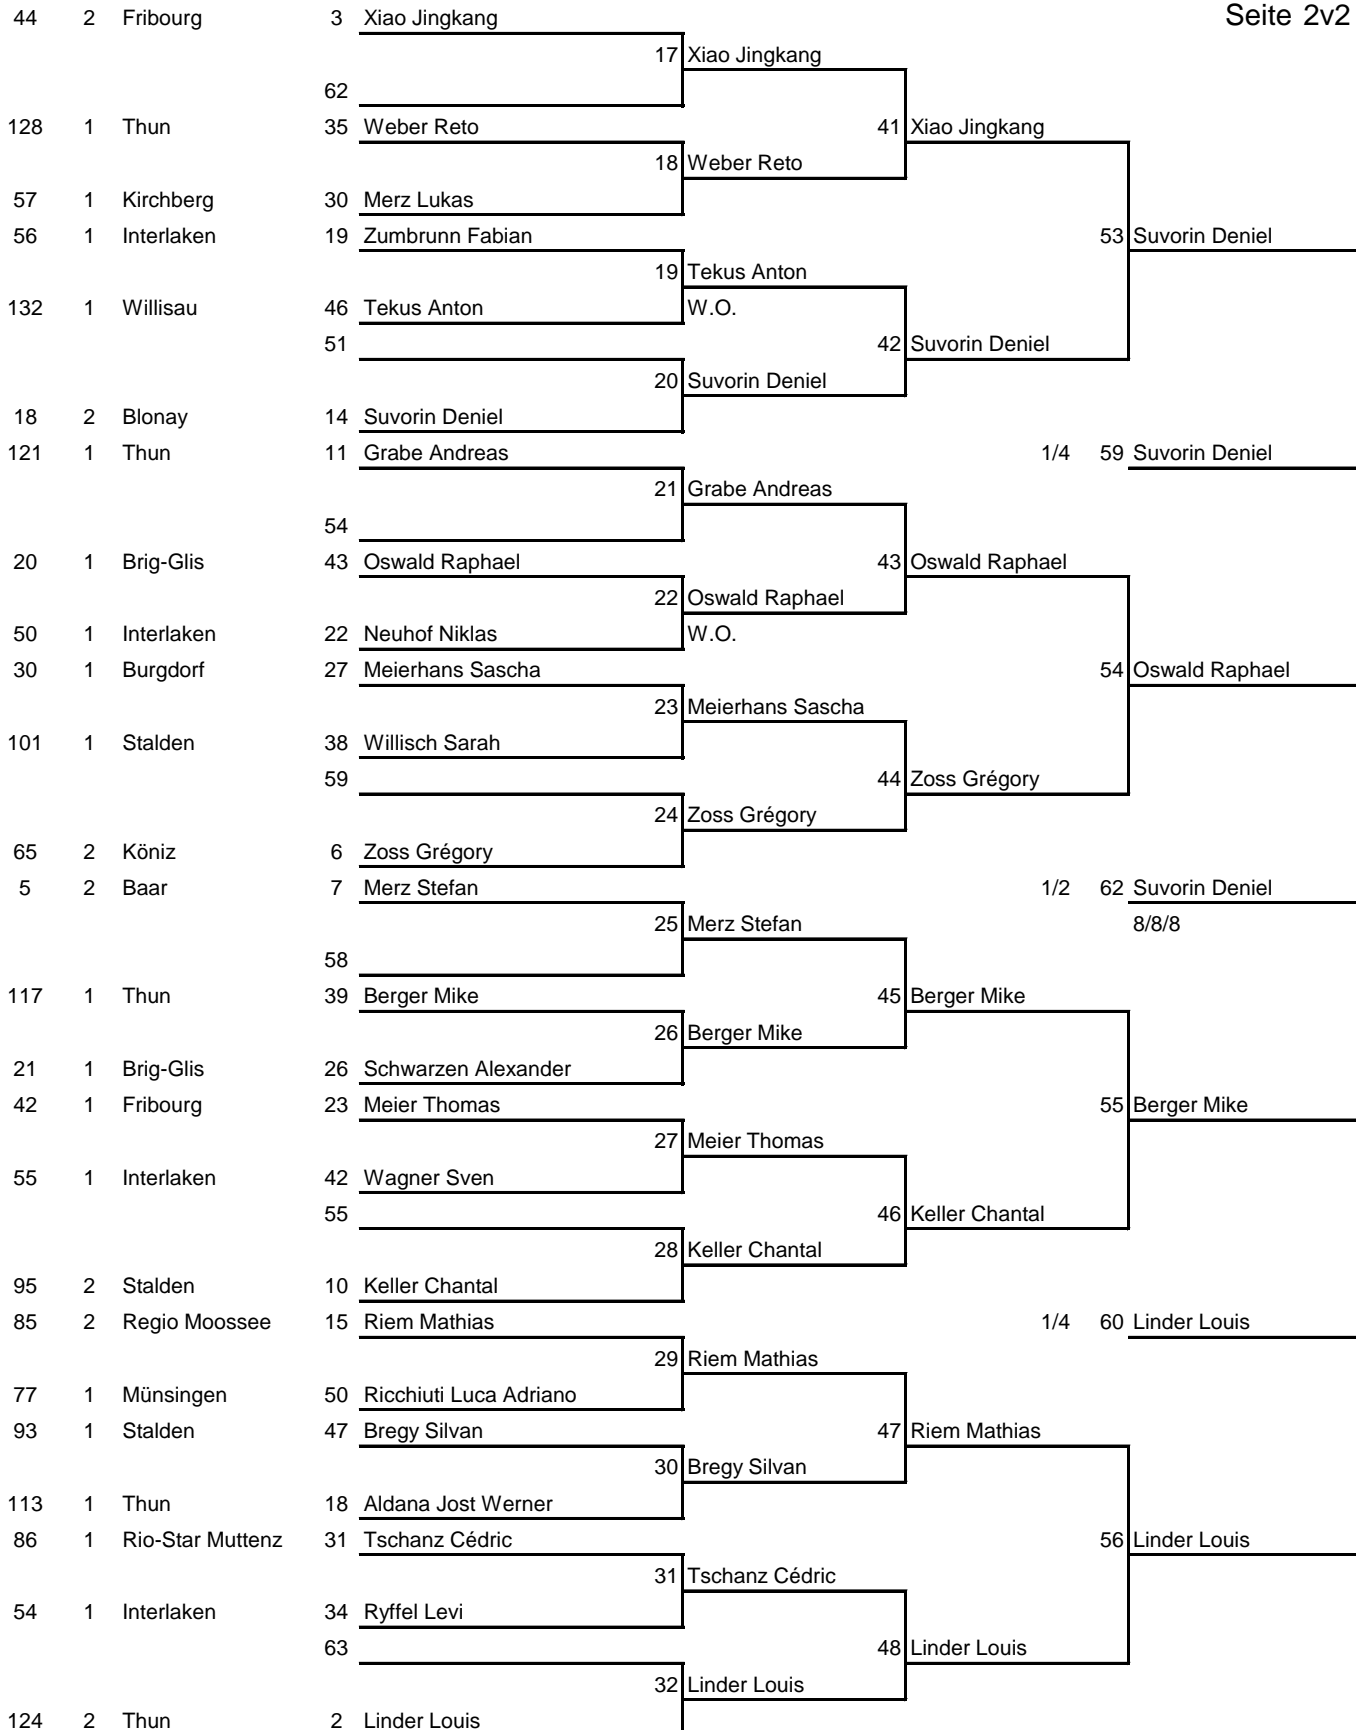 44 2 Fribourg 3 Xiao Jingkang Seite 2v2
17 Xiao Jingkang
62
128 1 Thun 35 Weber Reto 41 Xiao Jingkang
18 Weber Reto
57 1 Kirchberg 30 Merz Lukas
56 1 Interlaken 19 Zumbrunn Fabian 53 Suvorin Deniel
19 Tekus Anton
132 1 Willisau 46 Tekus Anton W.O.
51 42 Suvorin Deniel
20 Suvorin Deniel
18 2 Blonay 14 Suvorin Deniel
121 1 Thun 11 Grabe Andreas 1/4 59 Suvorin Deniel
21 Grabe Andreas
54
20 1 Brig-Glis 43 Oswald Raphael 43 Oswald Raphael
22 Oswald Raphael
50 1 Interlaken 22 Neuhof Niklas W.O.
30 1 Burgdorf 27 Meierhans Sascha 54 Oswald Raphael
23 Meierhans Sascha
101 1 Stalden 38 Willisch Sarah
59 44 Zoss Grégory
24 Zoss Grégory
65 2 Köniz 6 Zoss Grégory
5 2 Baar 7 Merz Stefan 1/2 62 Suvorin Deniel
25 Merz Stefan 8/8/8
58
117 1 Thun 39 Berger Mike 45 Berger Mike
26 Berger Mike
21 1 Brig-Glis 26 Schwarzen Alexander
42 1 Fribourg 23 Meier Thomas 55 Berger Mike
27 Meier Thomas
55 1 Interlaken 42 Wagner Sven
55 46 Keller Chantal
28 Keller Chantal
95 2 Stalden 10 Keller Chantal
85 2 Regio Moossee 15 Riem Mathias 1/4 60 Linder Louis
29 Riem Mathias
77 1 Münsingen 50 Ricchiuti Luca Adriano
93 1 Stalden 47 Bregy Silvan 47 Riem Mathias
30 Bregy Silvan
113 1 Thun 18 Aldana Jost Werner
86 1 Rio-Star Muttenz 31 Tschanz Cédric 56 Linder Louis
31 Tschanz Cédric
54 1 Interlaken 34 Ryffel Levi
63 48 Linder Louis
32 Linder Louis
124 2 Thun 2 Linder Louis